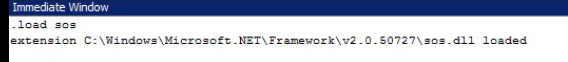 Immediate Window
.load sos
extension C:\Windows\Microsoft.NET\Framework\v2.0.50727\sos.dll loaded